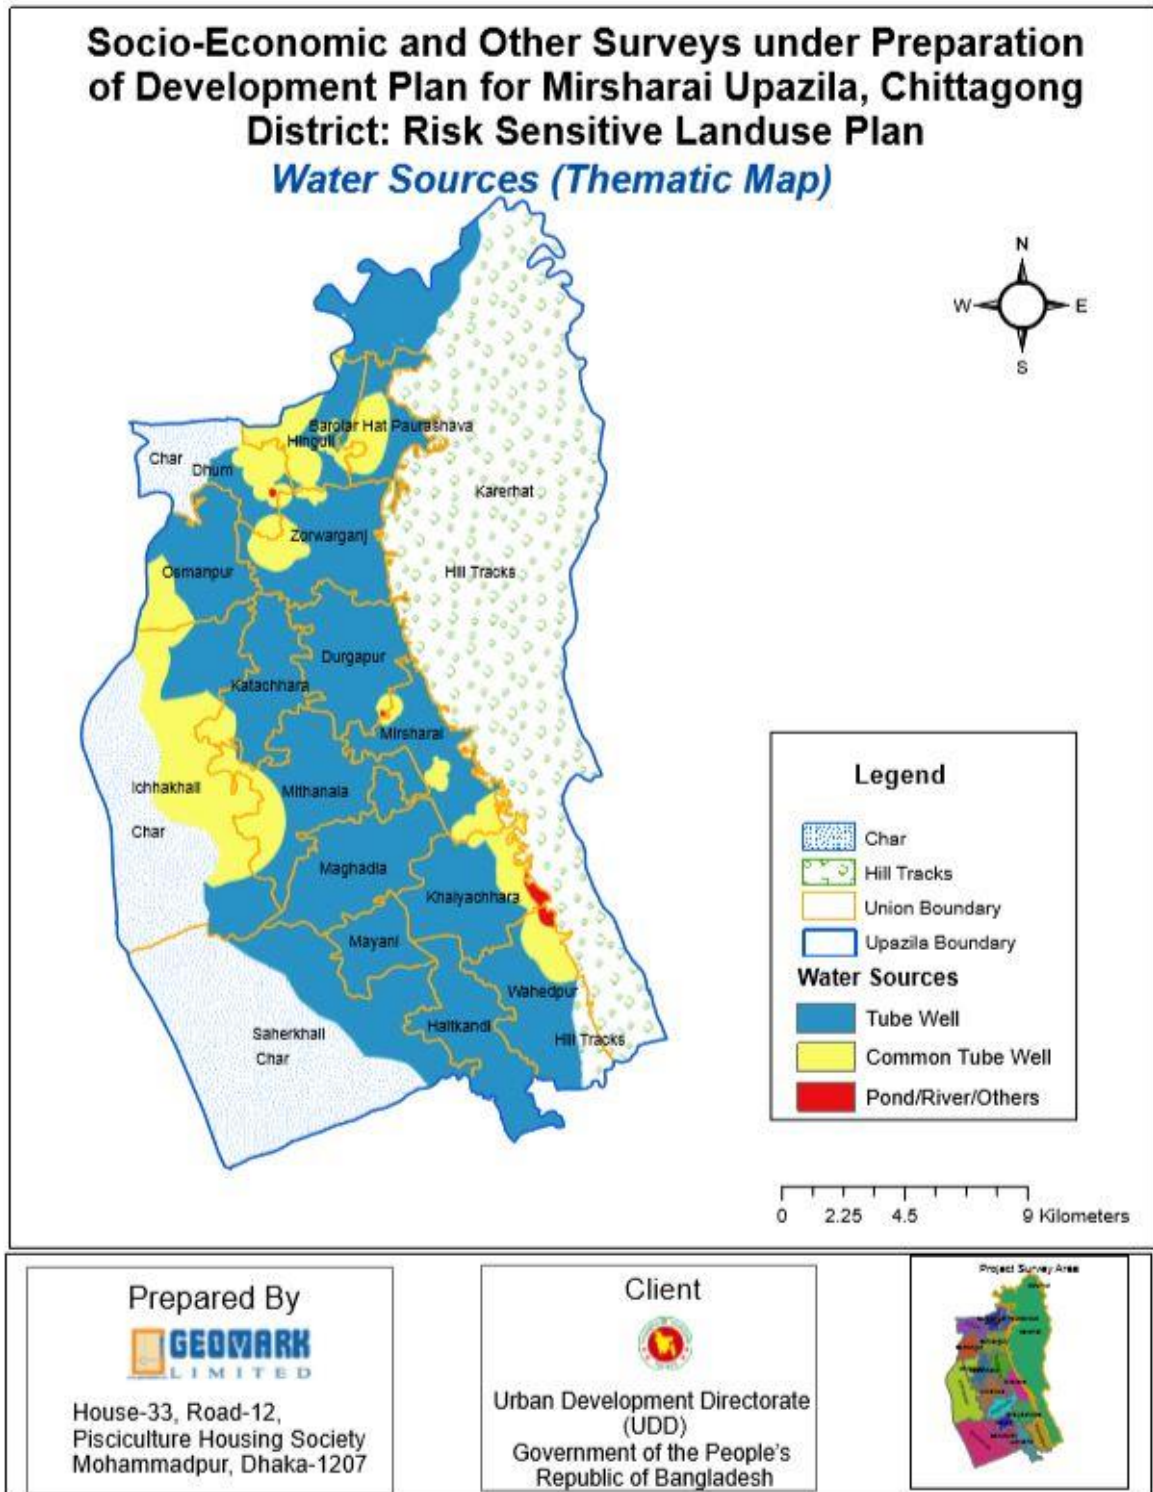 Socio-Economic and Other Surveys under Preparation
of Development Plan for Mirsharai Upazila, Chittagong
District: Risk Sensitive Landuse Plan
Water Sources (Thematic Map)
N
W
E
S
Barolar Hat Paurashava
Hinguli
Char
Dhum
Karerhat
Zorwarganj
Osmanpur
Hill Tracks
Durgapur
Katachhara
Mirsharai
Ichhakhali
Mithanala
Char
Maghadia
Khaiyachhara
Mayani
Wahedpur
Haitkandi
Saherkhali
Char
Hill Tracks
Legend
Char
Hill Tracks
Union Boundary
Upazila Boundary
Water Sources
Tube Well
Common Tube Well
Pond/River/Others
0 2.25 4.5 9 Kilometers
Prepared By
GEOMARK
LIMITED
House-33, Road-12,
Pisciculture Housing Society
Mohammadpur, Dhaka-1207
Client
Urban Development Directorate
(UDD)
Government of the People's
Republic of Bangladesh
Project Survey Area